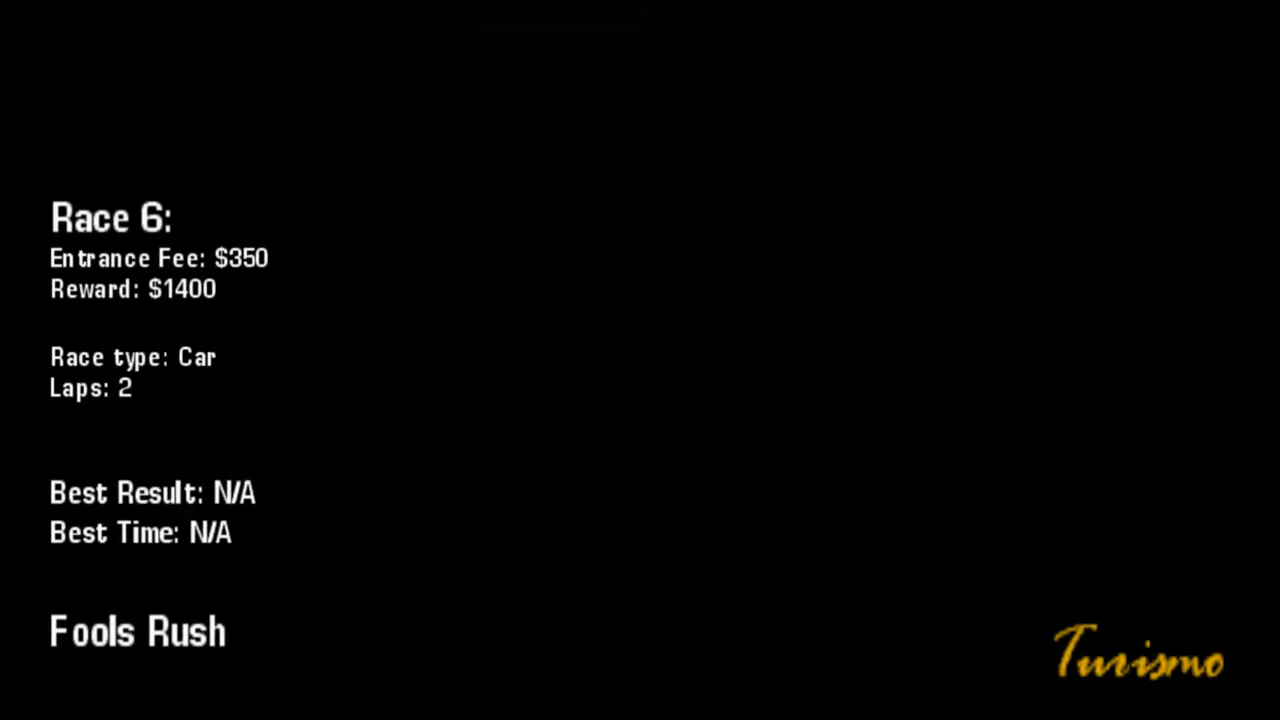 Race 6:
Entrance Fee: $350
Reward: $1400
Race type: Car
Laps: 2
Best Result: N/A
Best Time: N/A
Fools Rush
Turismo